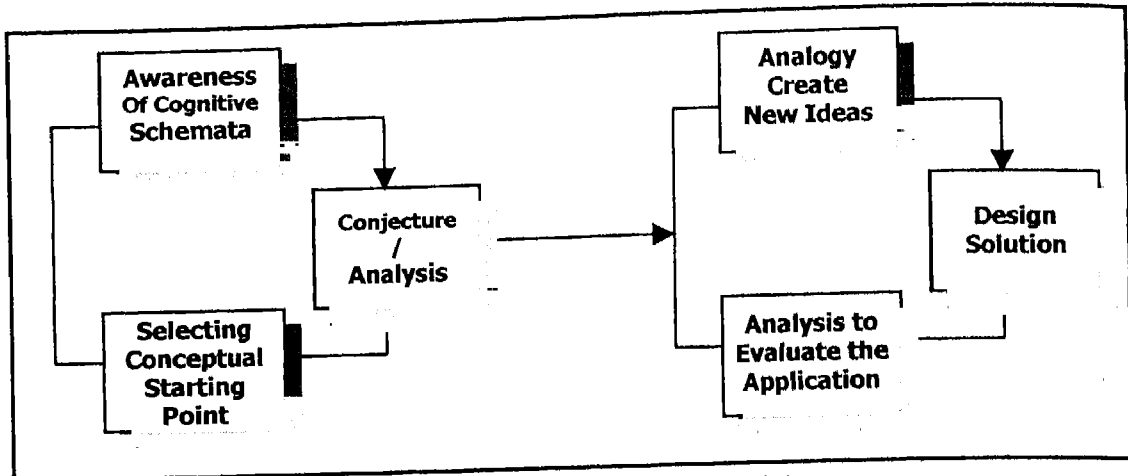 Awareness
Of Cognitive
Schemata
Selecting
Conceptual
Starting
Point
Conjecture
/
Analysis
Analogy
Create
New Ideas
Analysis to
Evaluate the
Application
Design
Solution